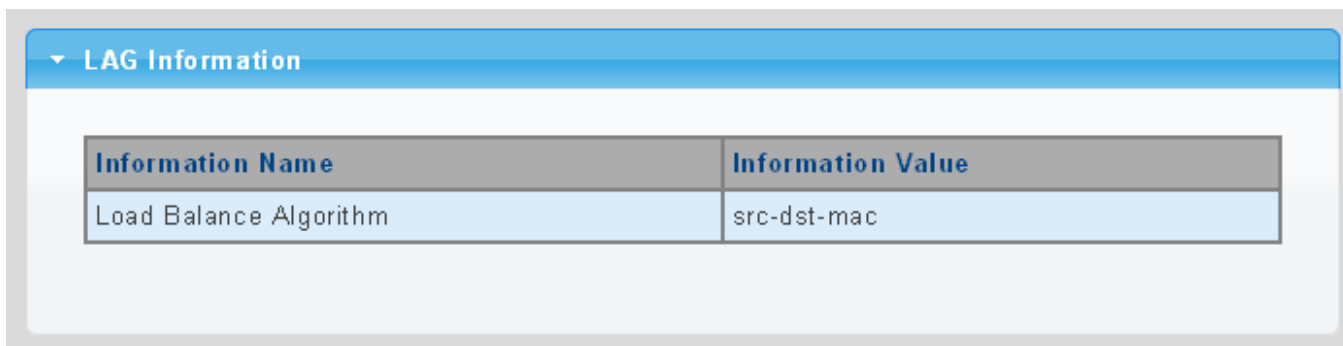 LAG Information
Information Name Information Value
Load Balance Algorithm src-dst-mac